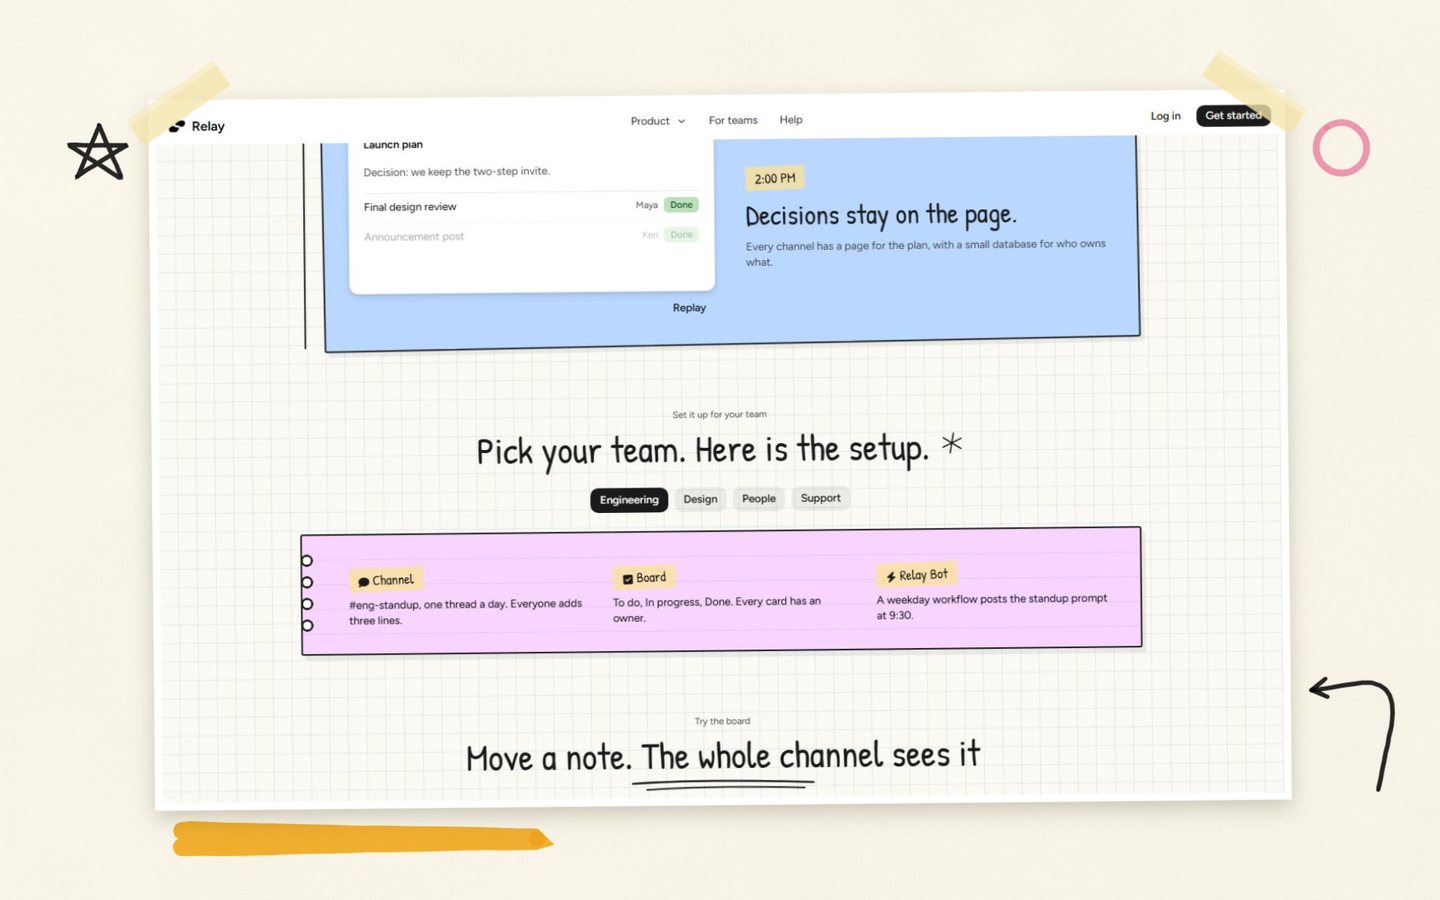 Relay
Product
For teams
Help
Log in
Get started
Launch plan
Decision: we keep the two-step invite.
Final design review
Maya
Done
Announcement post
Ken
Done
Replay
2:00 PM
Decisions stay on the page.
Every channel has a page for the plan, with a small database for who owns
what.
Set it up for your team
Pick your team. Here is the setup.
Engineering
Design
People
Support
Channel
#eng-standup, one thread a day. Everyone adds
three lines.
Board
To do, In progress, Done. Every card has an
owner.
Relay Bot
A weekday workflow posts the standup prompt
at 9:30.
Try the board
Move a note. The whole channel sees it